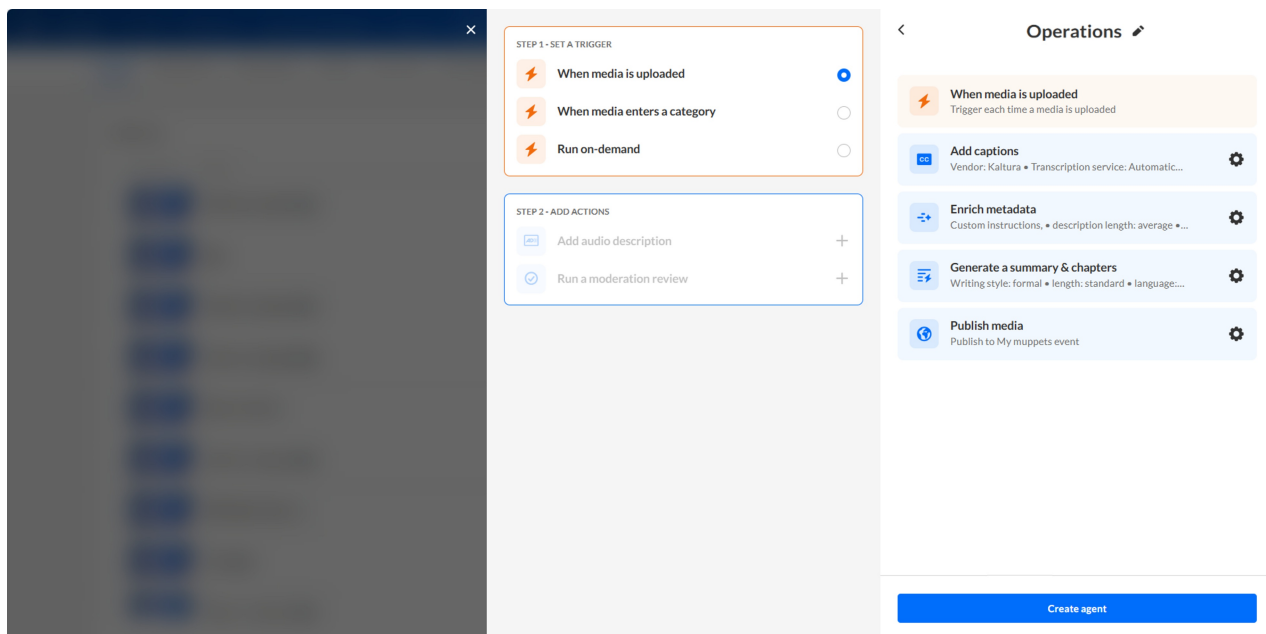 STEP 1 - SET A TRIGGER
When media is uploaded
When media enters a category
Run on-demand
STEP 2 - ADD ACTIONS
Add audio description
Run a moderation review
Operations
When media is uploaded
Trigger each time a media is uploaded
Add captions
Vendor: Kaltura • Transcription service: Automatic...
Enrich metadata
Custom instructions, • description length: average •...
Generate a summary & chapters
Writing style: formal • length: standard • language:...
Publish media
Publish to My muppets event
Create agent